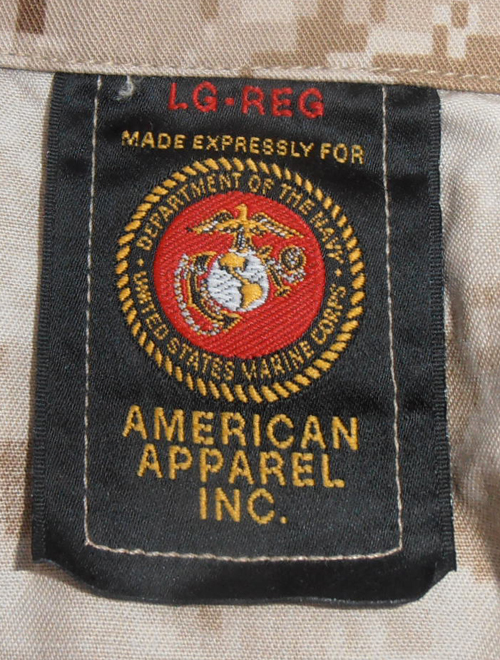 LG-REG
MADE EXPRESSLY FOR
• DEPARTMENT OF THE NAVY •
UNITED STATES MARINE CORPS
AMERICAN
APPAREL
INC.